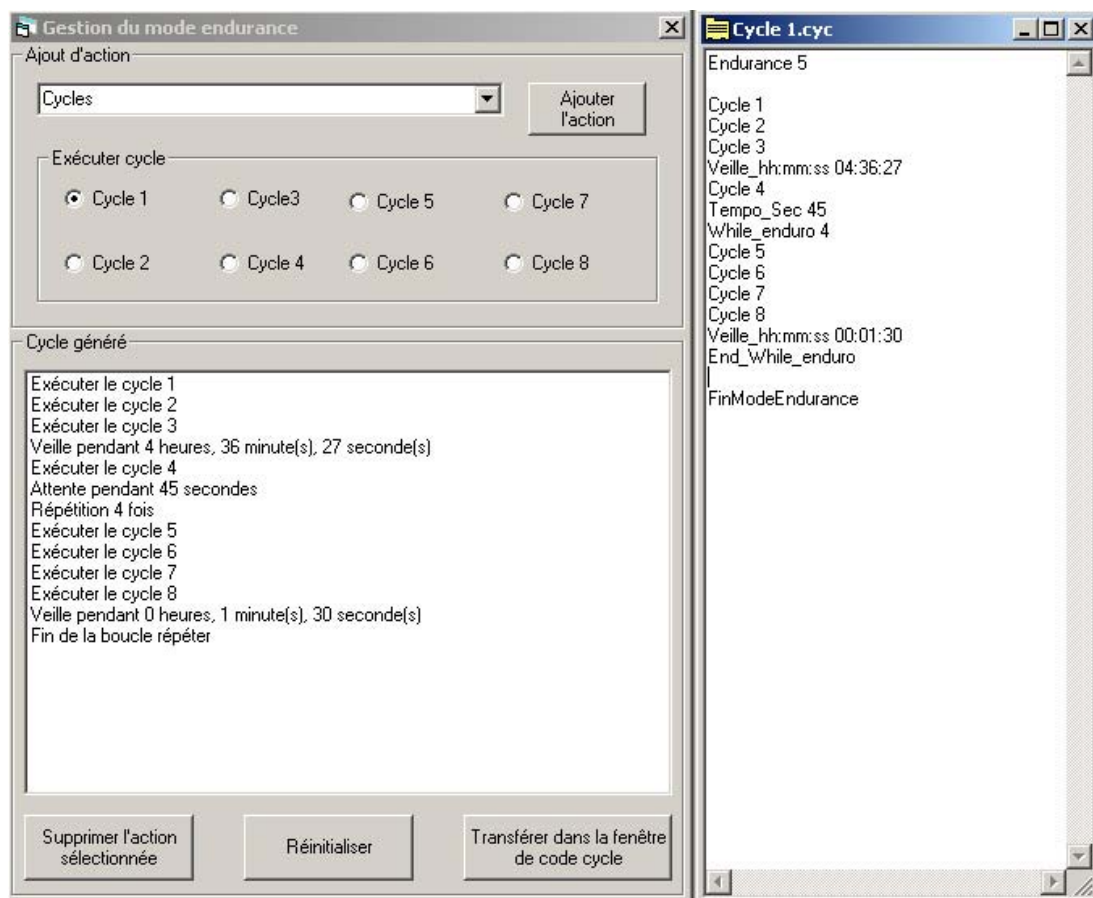 Gestion du mode endurance
Ajout d'action
Cycles
Ajouter
l'action
Exécuter cycle
Cycle 1
Cycle3
Cycle 5
Cycle 7
Cycle 2
Cycle 4
Cycle 6
Cycle 8
Cycle généré
Exécuter le cycle 1
Exécuter le cycle 2
Exécuter le cycle 3
Veille pendant 4 heures, 36 minute(s), 27 seconde(s)
Exécuter le cycle 4
Attente pendant 45 secondes
Répétition 4 fois
Exécuter le cycle 5
Exécuter le cycle 6
Exécuter le cycle 7
Exécuter le cycle 8
Veille pendant 0 heures, 1 minute(s), 30 seconde(s)
Fin de la boucle répéter
Supprimer l'action
sélectionnée
Réinitialiser
Transférer dans la fenêtre
de code cycle
Cycle 1.cyc
Endurance 5
Cycle 1
Cycle 2
Cycle 3
Veille_hh:mm:ss 04:36:27
Cycle 4
Tempo_Sec 45
While_enduro 4
Cycle 5
Cycle 6
Cycle 7
Cycle 8
Veille_hh:mm:ss 00:01:30
End_While_enduro
FinModeEndurance